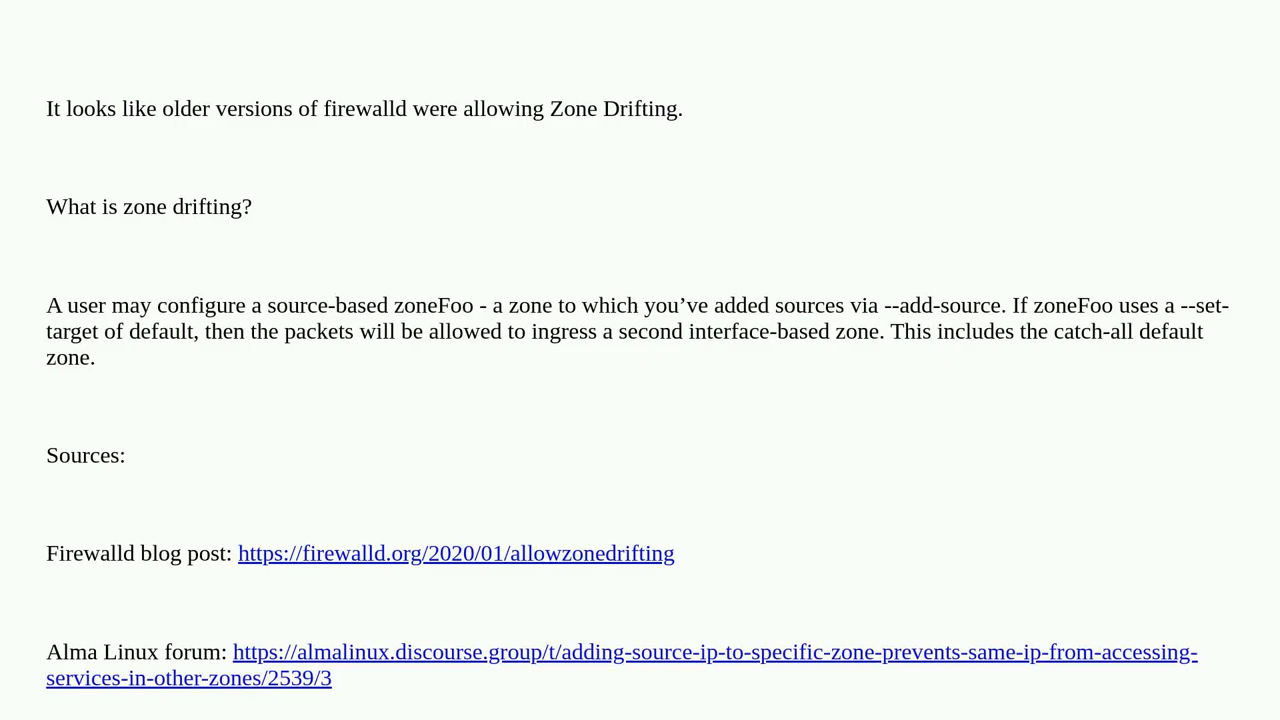 It looks like older versions of firewalld were allowing Zone Drifting.
What is zone drifting?
A user may configure a source-based zoneFoo - a zone to which you’ve added sources via --add-source. If zoneFoo uses a --set-
target of default, then the packets will be allowed to ingress a second interface-based zone. This includes the catch-all default
zone.
Sources:
Firewalld blog post: https://firewalld.org/2020/01/allowzonedrifting
Alma Linux forum: https://almalinux.discourse.group/t/adding-source-ip-to-specific-zone-prevents-same-ip-from-accessing-
services-in-other-zones/2539/3